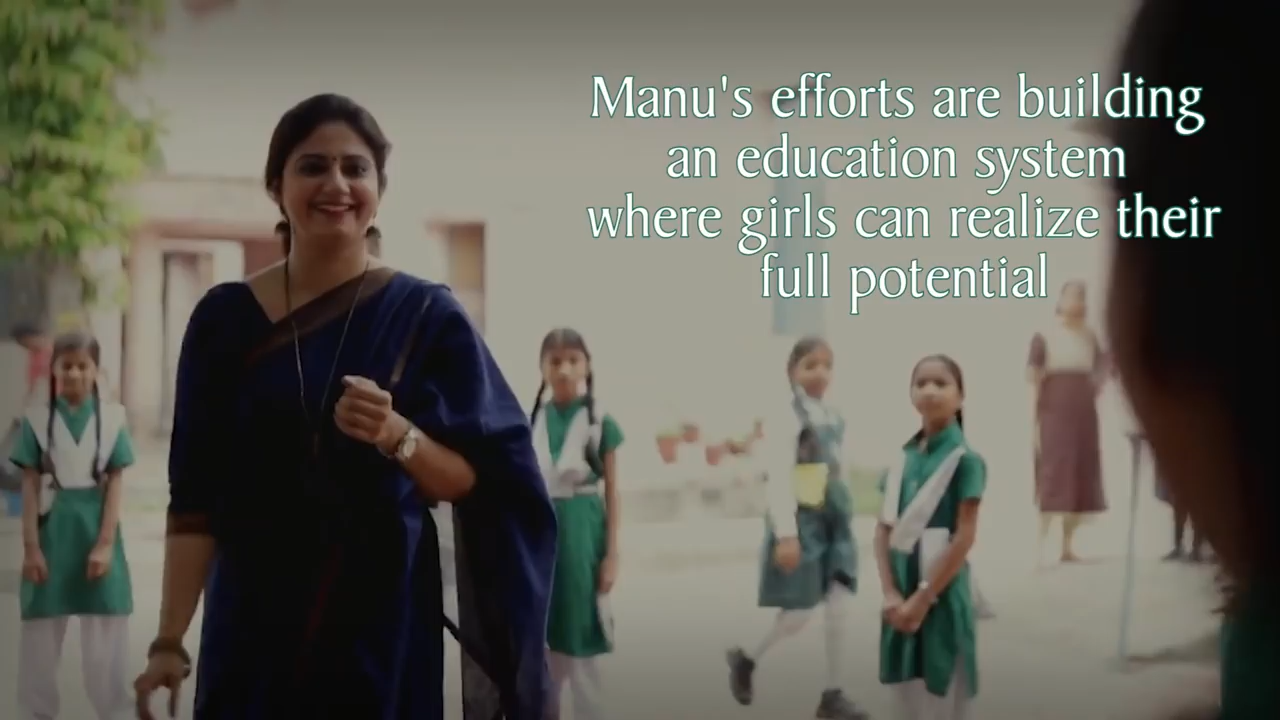 Manu's efforts are building
an education system
where girls can realize their
full potential